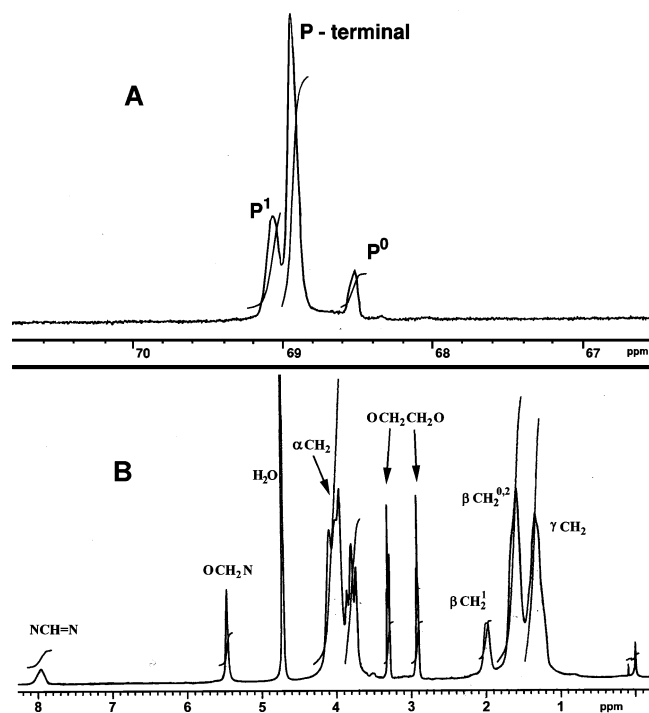 P - terminal
A
P¹
P⁰
70 69 68 67 ppm
OCH₂CH₂O
αCH₂
B
H₂O
βCH₂⁰,²
γCH₂
OCH₂N
βCH₂¹
NCH=N
8 7 6 5 4 3 2 1 ppm